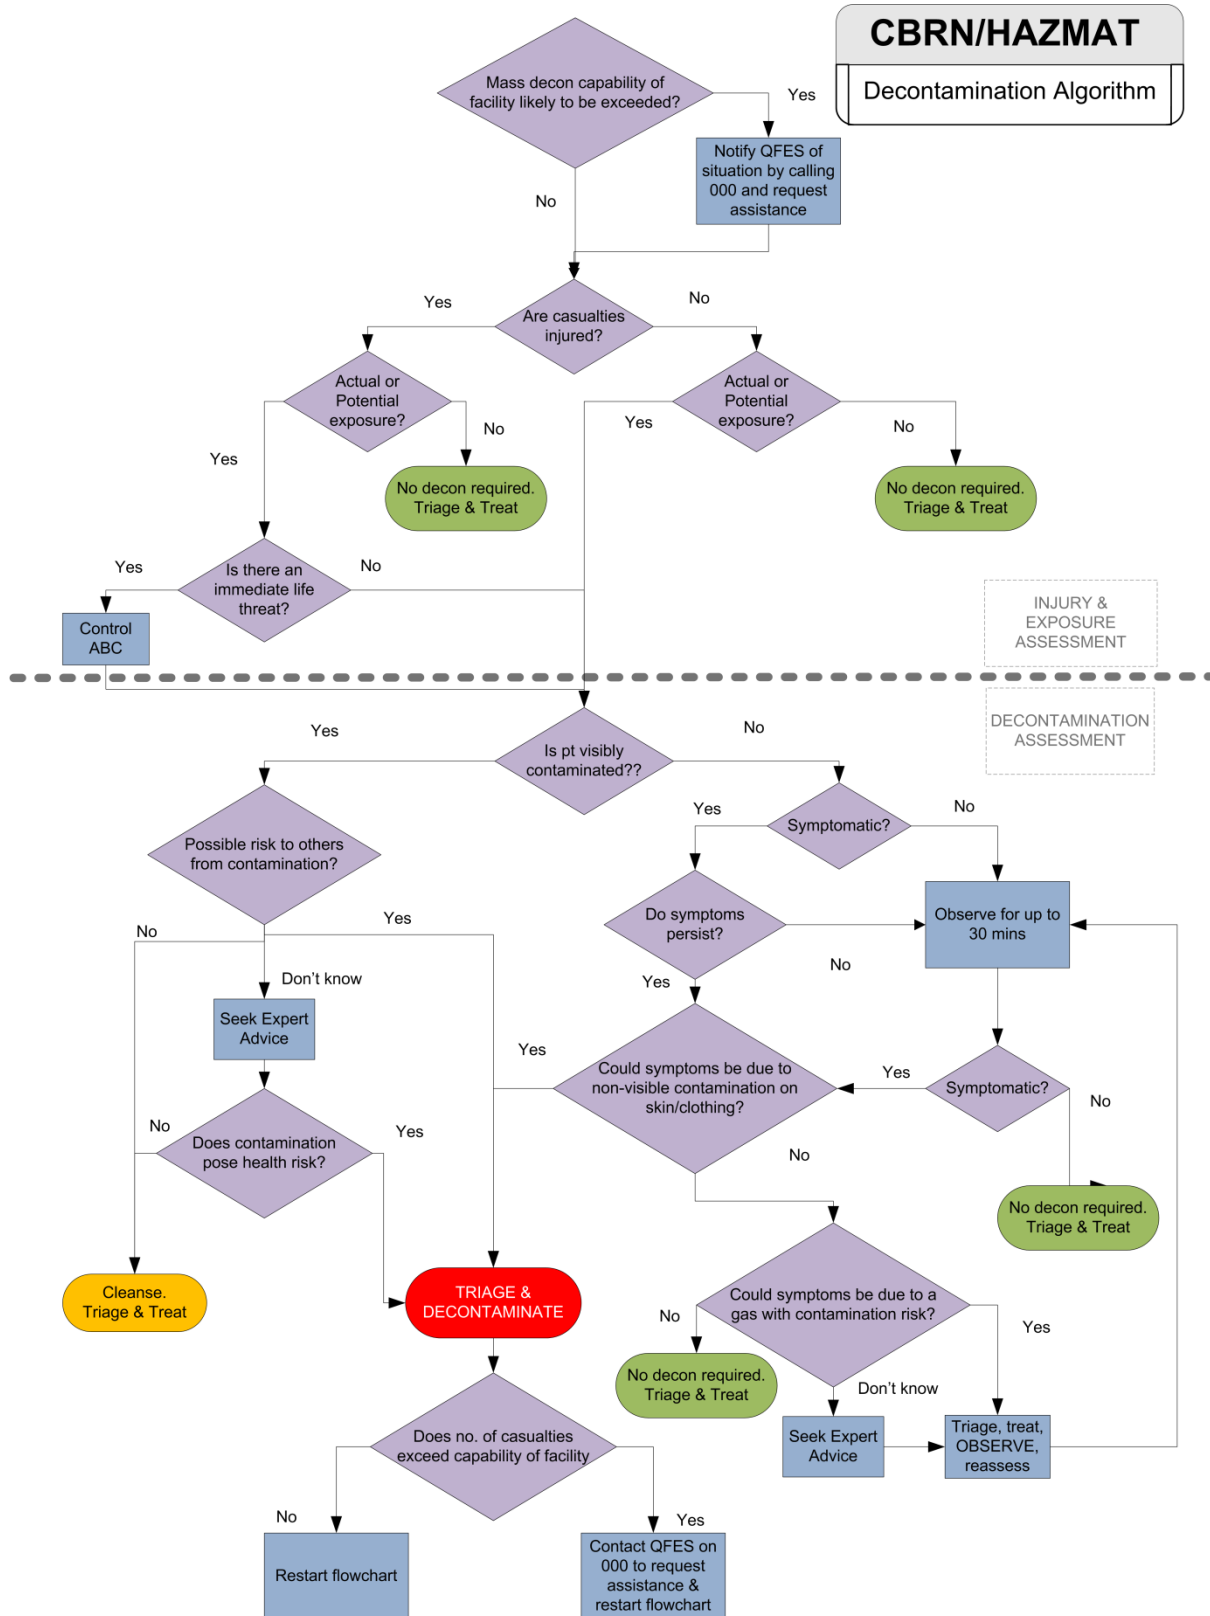 CBRN/HAZMAT
Decontamination Algorithm
Mass decon capability of
facility likely to be exceeded?
Yes
Notify QFES of
situation by calling
000 and request
assistance
No
Are casualties
injured?
Yes
No
Actual or
Potential
exposure?
Actual or
Potential
exposure?
Yes
No
Yes
No
No decon required.
Triage & Treat
No decon required.
Triage & Treat
Is there an
immediate life
threat?
Yes
No
Control
ABC
INJURY &
EXPOSURE
ASSESSMENT
DECONTAMINATION
ASSESSMENT
Is pt visibly
contaminated??
Yes
No
Possible risk to others
from contamination?
Symptomatic?
Yes
No
Do symptoms
persist?
Observe for up to
30 mins
No
Yes
Don't know
No
Yes
Seek Expert
Advice
Could symptoms be due to
non-visible contamination on
skin/clothing?
Yes
Yes
Symptomatic?
No
Does contamination
pose health risk?
No
Yes
No
No decon required.
Triage & Treat
Cleanse.
Triage & Treat
TRIAGE &
DECONTAMINATE
Could symptoms be due to a
gas with contamination risk?
No
Yes
No decon required.
Triage & Treat
Don't know
Seek Expert
Advice
Triage, treat,
OBSERVE,
reassess
Does no. of casualties
exceed capability of facility
No
Yes
Restart flowchart
Contact QFES on
000 to request
assistance &
restart flowchart